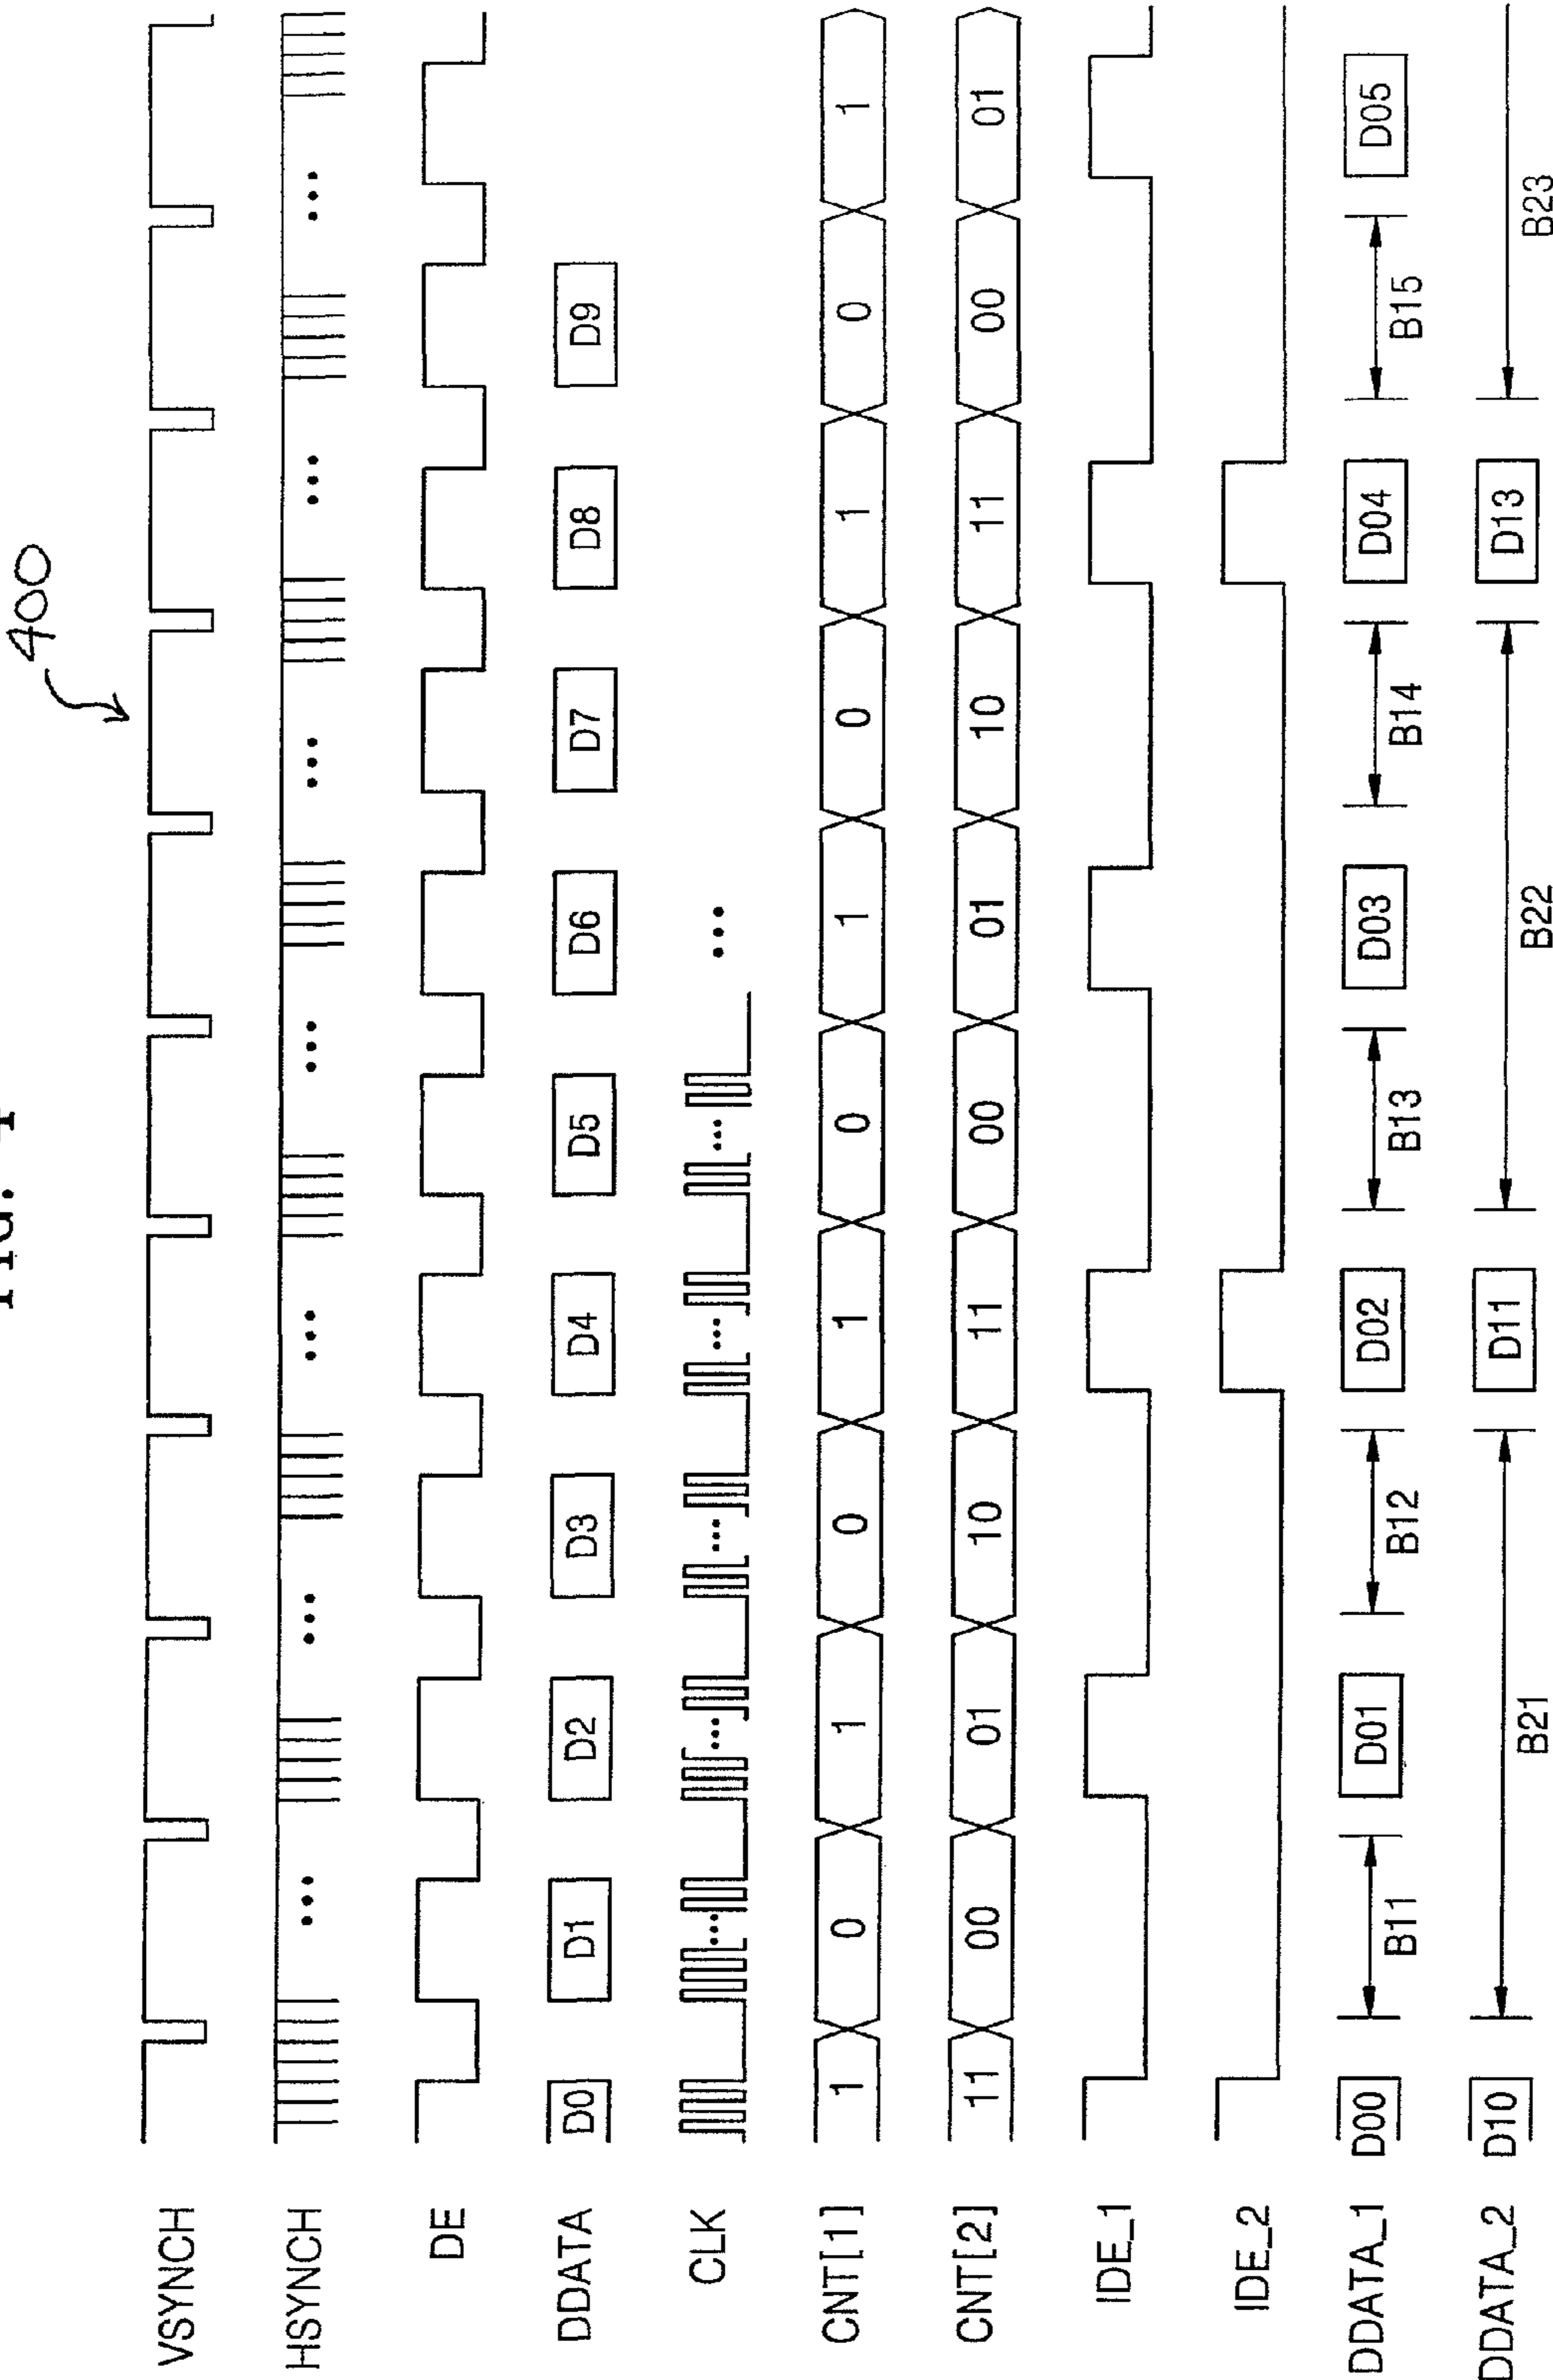 FIG. 4
400
VSYNCH
HSYNCH ... ... ... ... ... ... ...
DE
DDATA D0 D1 D2 D3 D4 D5 D6 D7 D8 D9
CLK ... ... ... ... ... ...
CNT[1] 1 0 1 0 1 0 1 0 1 0 1
CNT[2] 11 00 01 10 11 00 01 10 11 00 01
IDE_1
IDE_2
DDATA_1 D00 D01 D02 D03 D04 D05
B11 B12 B13 B14 B15
DDATA_2 D10 D11 D13
B21 B22 B23